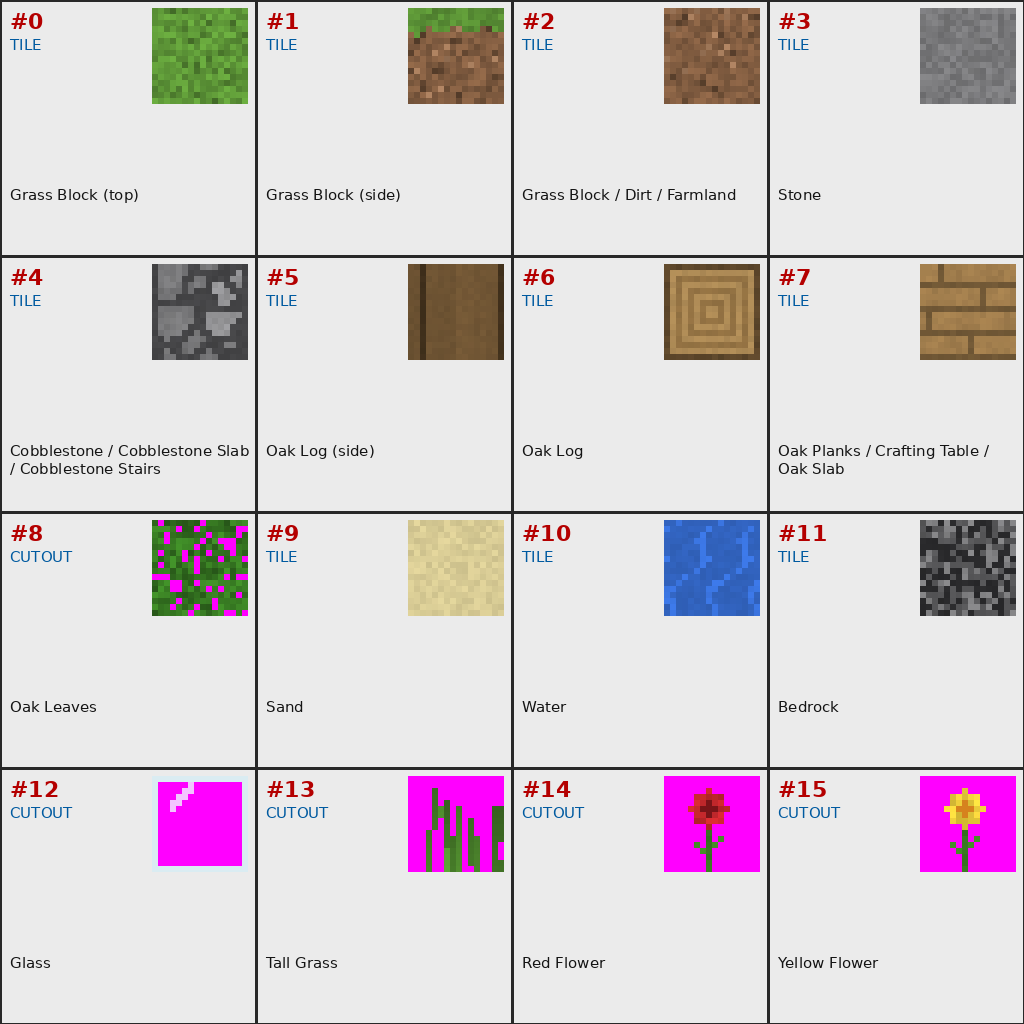 #0
TILE
Grass Block (top)
#1
TILE
Grass Block (side)
#2
TILE
Grass Block / Dirt / Farmland
#3
TILE
Stone
#4
TILE
Cobblestone / Cobblestone Slab
/ Cobblestone Stairs
#5
TILE
Oak Log (side)
#6
TILE
Oak Log
#7
TILE
Oak Planks / Crafting Table /
Oak Slab
#8
CUTOUT
Oak Leaves
#9
TILE
Sand
#10
TILE
Water
#11
TILE
Bedrock
#12
CUTOUT
Glass
#13
CUTOUT
Tall Grass
#14
CUTOUT
Red Flower
#15
CUTOUT
Yellow Flower